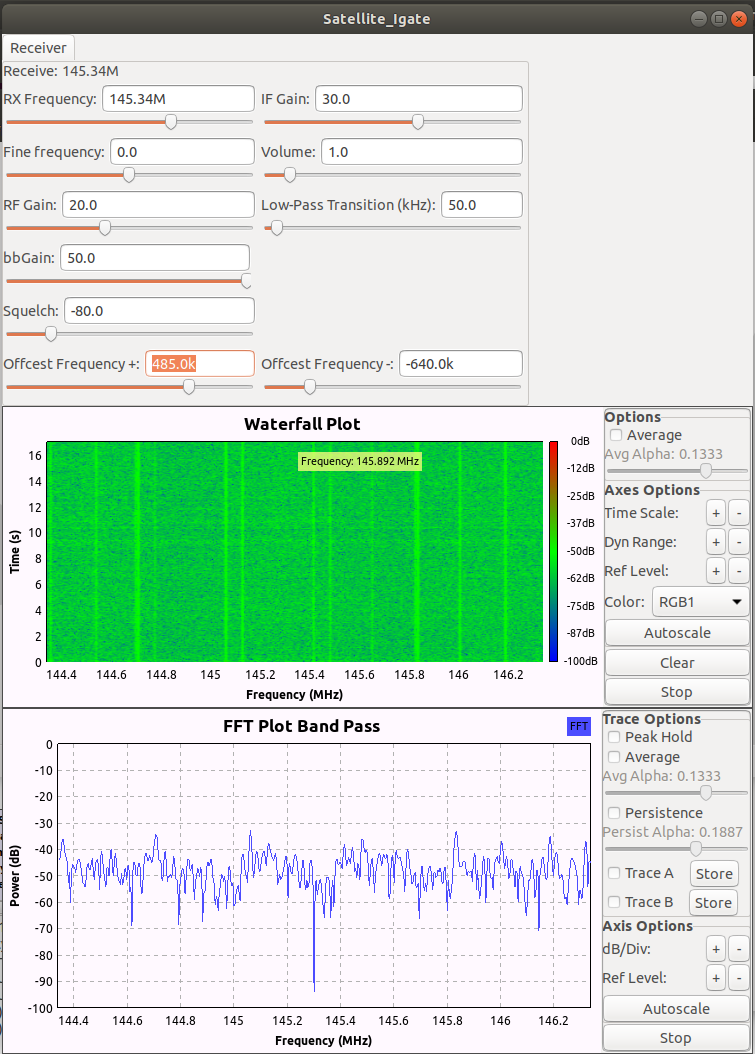 Satellite_Igate
Receiver
Receive: 145.34M
RX Frequency: 145.34M IF Gain: 30.0
Fine frequency: 0.0 Volume: 1.0
RF Gain: 20.0 Low-Pass Transition (kHz): 50.0
bbGain: 50.0
Squelch: -80.0
Offcest Frequency +: 485.0k Offcest Frequency -: -640.0k
Waterfall Plot
Frequency: 145.892 MHz
Time (s)
16
14
12
10
8
6
4
2
0
144.4 144.6 144.8 145 145.2 145.4 145.6 145.8 146 146.2
Frequency (MHz)
0dB
-12dB
-25dB
-37dB
-50dB
-62dB
-75dB
-87dB
-100dB
Options
Average
Avg Alpha: 0.1333
Axes Options
Time Scale: + -
Dyn Range: + -
Ref Level: + -
Color: RGB1
Autoscale
Clear
Stop
FFT Plot Band Pass
FFT
Power (dB)
0
-10
-20
-30
-40
-50
-60
-70
-80
-90
-100
144.4 144.6 144.8 145 145.2 145.4 145.6 145.8 146 146.2
Frequency (MHz)
Trace Options
Peak Hold
Average
Avg Alpha: 0.1333
Persistence
Persist Alpha: 0.1887
Trace A Store
Trace B Store
Axis Options
dB/Div: + -
Ref Level: + -
Autoscale
Stop